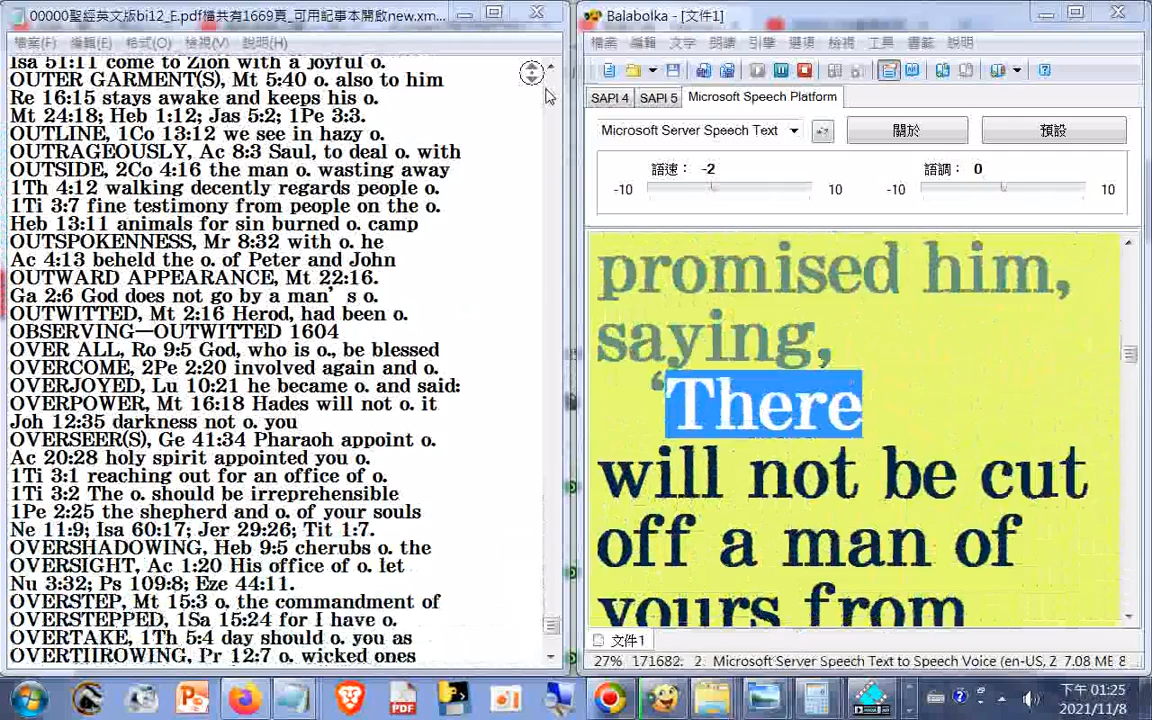 00000聖經英文版bi12_E.pdf檔共有1669頁_可用記事本開啟new.xm...
檔案(F) 編輯(E) 格式(O) 檢視(V) 說明(H)
Isa 51:11 come to Zion with a joyful o.
OUTER GARMENT(S), Mt 5:40 o. also to him
Re 16:15 stays awake and keeps his o.
Mt 24:18; Heb 1:12; Jas 5:2; 1Pe 3:3.
OUTLINE, 1Co 13:12 we see in hazy o.
OUTRAGEOUSLY, Ac 8:3 Saul, to deal o. with
OUTSIDE, 2Co 4:16 the man o. wasting away
1Th 4:12 walking decently regards people o.
1Ti 3:7 fine testimony from people on the o.
Heb 13:11 animals for sin burned o. camp
OUTSPOKENNESS, Mr 8:32 with o. he
Ac 4:13 beheld the o. of Peter and John
OUTWARD APPEARANCE, Mt 22:16.
Ga 2:6 God does not go by a man's o.
OUTWITTED, Mt 2:16 Herod, had been o.
OBSERVING—OUTWITTED 1604
OVER ALL, Ro 9:5 God, who is o., be blessed
OVERCOME, 2Pe 2:20 involved again and o.
OVERJOYED, Lu 10:21 he became o. and said:
OVERPOWER, Mt 16:18 Hades will not o. it
Joh 12:35 darkness not o. you
OVERSEER(S), Ge 41:34 Pharaoh appoint o.
Ac 20:28 holy spirit appointed you o.
1Ti 3:1 reaching out for an office of o.
1Ti 3:2 The o. should be irreprehensible
1Pe 2:25 the shepherd and o. of your souls
Ne 11:9; Isa 60:17; Jer 29:26; Tit 1:7.
OVERSHADOWING, Heb 9:5 cherubs o. the
OVERSIGHT, Ac 1:20 His office of o. let
Nu 3:32; Ps 109:8; Eze 44:11.
OVERSTEP, Mt 15:3 o. the commandment of
OVERSTEPPED, 1Sa 15:24 for I have o.
OVERTAKE, 1Th 5:4 day should o. you as
OVERTIIROWING, Pr 12:7 o. wicked ones
Balabolka - [文件1]
檔案 編輯 文字 朗讀 引擎 選項 檢視 工具 書籤 說明
SAPI 4 SAPI 5 Microsoft Speech Platform
Microsoft Server Speech Text 關於 預設
語速: -2 語調: 0
-10 10 -10 10
promised him,
saying,
‘There
will not be cut
off a man of
yours from
文件1
27% 171682. 2. Microsoft Server Speech Text to Speech Voice (en-US, 2 7.08 MB 8
下午 01:25
2021/11/8